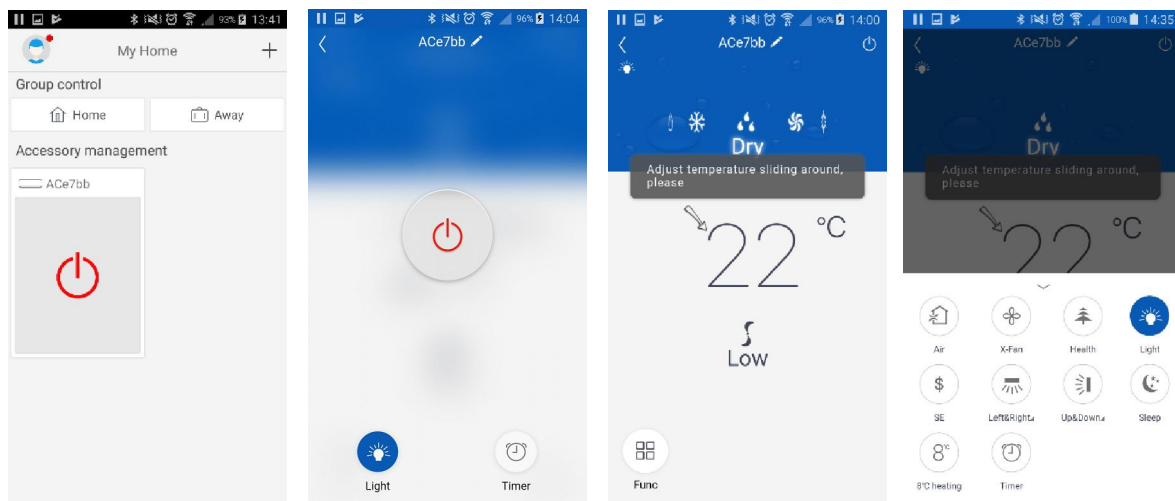 93% 13:41
My Home
Group control
Home
Away
Accessory management
ACe7bb
96% 14:04
ACe7bb
Light
Timer
96% 14:00
ACe7bb
Dry
Adjust temperature sliding around,
please
22 °C
Low
Func
100% 14:35
ACe7bb
Dry
Adjust temperature sliding around,
please
22 °C
Air
X-Fan
Health
Light
$
SE
Left&Right
Up&Down
Sleep
8°C
8°C heating
Timer